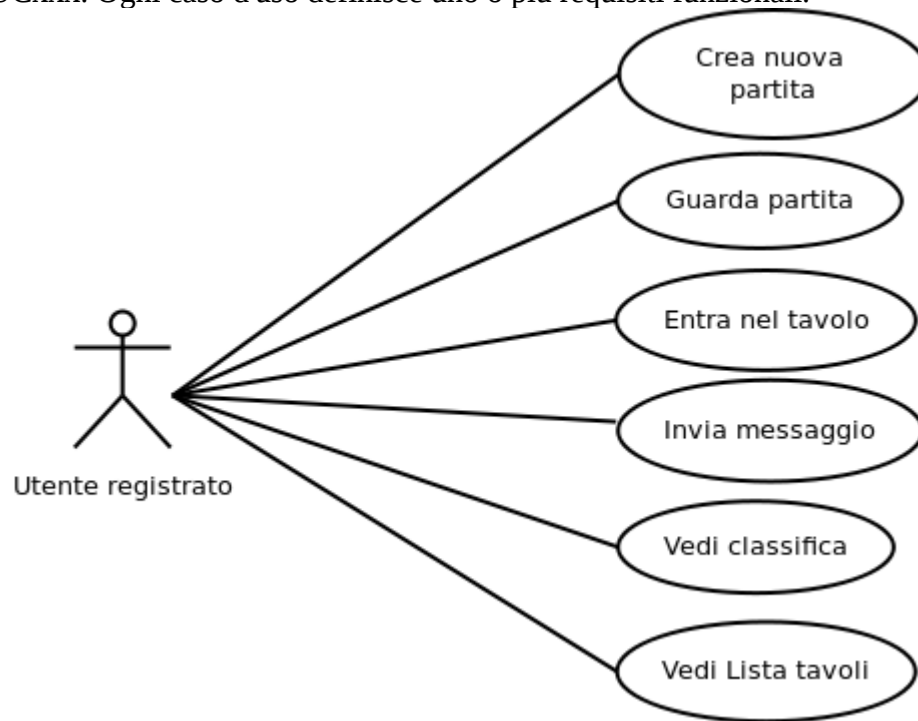 Ogni caso d'uso definisce uno o più requisiti funzionali.
Crea nuova
partita
Guarda partita
Entra nel tavolo
Invia messaggio
Utente registrato
Vedi classifica
Vedi Lista tavoli